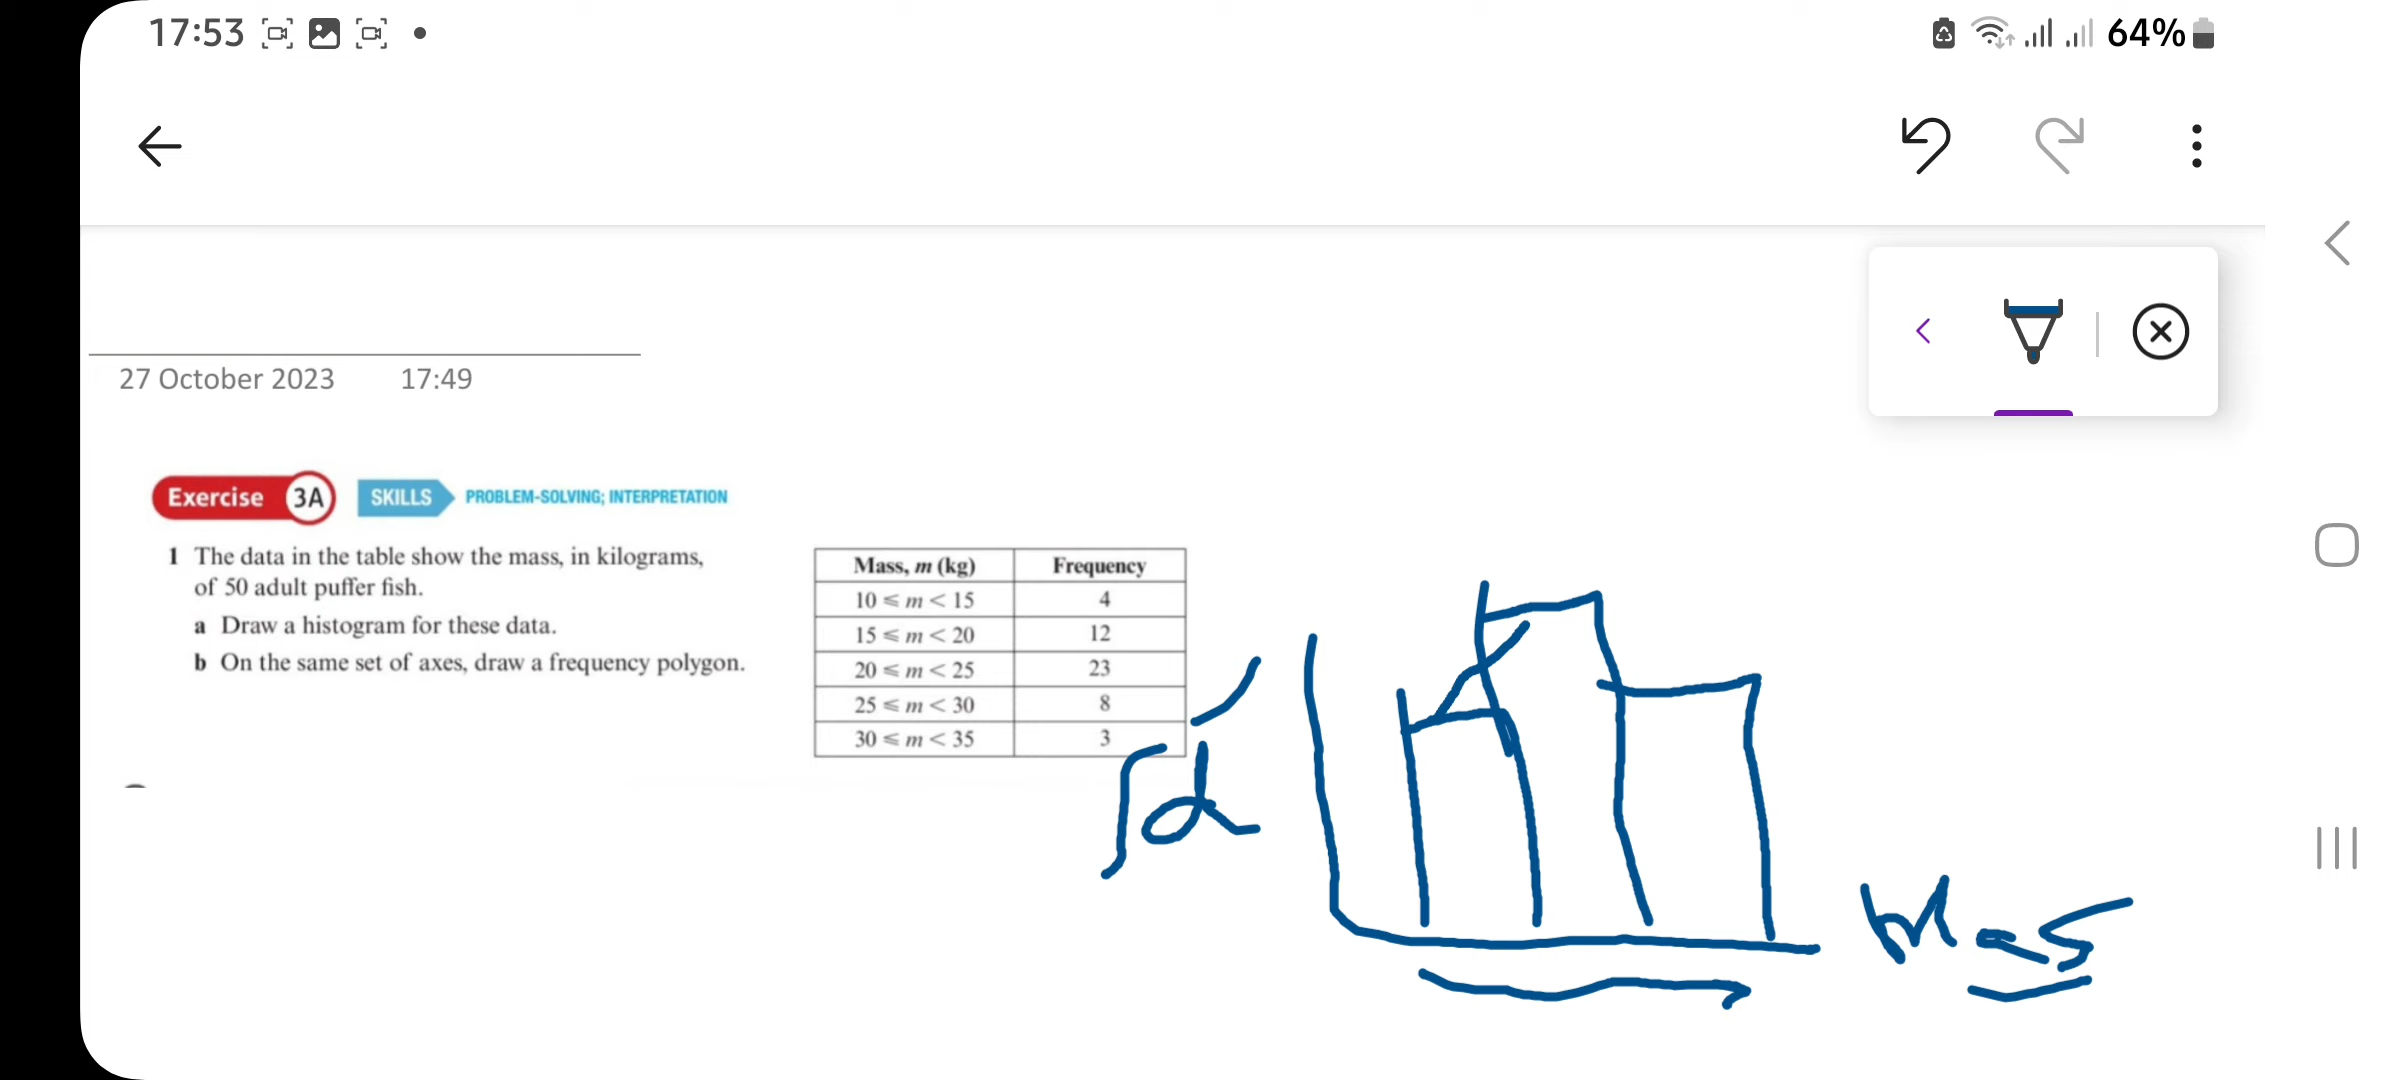 17:53
64%
27 October 2023 17:49
Exercise 3A SKILLS PROBLEM-SOLVING; INTERPRETATION
1 The data in the table show the mass, in kilograms,
of 50 adult puffer fish.
a Draw a histogram for these data.
b On the same set of axes, draw a frequency polygon.
Mass, m (kg) Frequency
10 ⩽ m < 15 4
15 ⩽ m < 20 12
20 ⩽ m < 25 23
25 ⩽ m < 30 8
30 ⩽ m < 35 3
fd